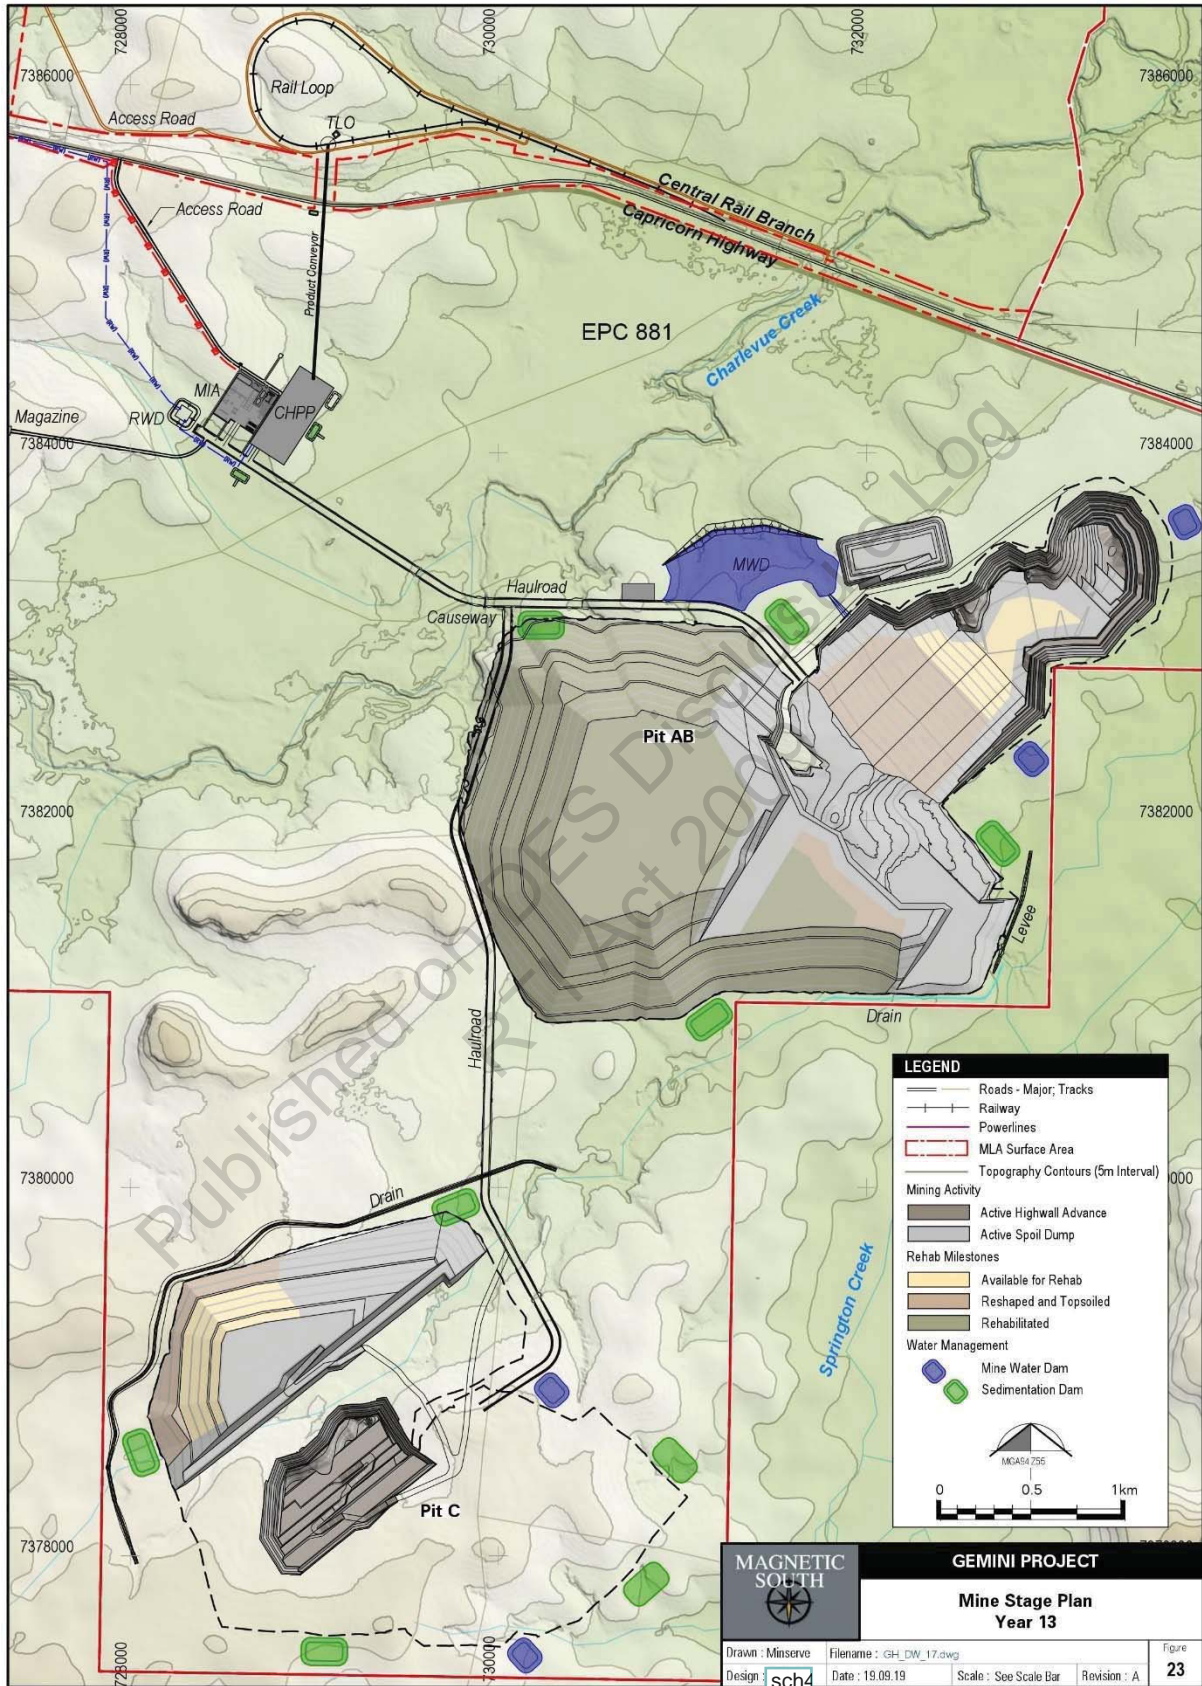 728000
730000
732000
7386000
7386000
Rail Loop
Access Road
TLO
Central Rail Branch
Access Road
Capricorn Highway
Product Conveyor
EPC 881
Charlevue Creek
MIA
CHPP
Magazine
RWD
7384000
7384000
MWD
Haulroad
Causeway
Pit AB
7382000
7382000
Levee
Drain
Haulroad
7380000
Drain
Springton Creek
Pit C
7378000
728000
730000
Published on DES Disclosure Log
RTI Act 2009
LEGEND
Roads - Major; Tracks
Railway
Powerlines
MLA Surface Area
Topography Contours (5m Interval)
Mining Activity
Active Highwall Advance
Active Spoil Dump
Rehab Milestones
Available for Rehab
Reshaped and Topsoiled
Rehabilitated
Water Management
Mine Water Dam
Sedimentation Dam
MGA94 Z55
0 0.5 1km
MAGNETIC
SOUTH
GEMINI PROJECT
Mine Stage Plan
Year 13
Drawn : Minserve Filename : GH_DW_17.dwg
Design : sch4 Date : 19.09.19 Scale : See Scale Bar Revision : A
Figure
23